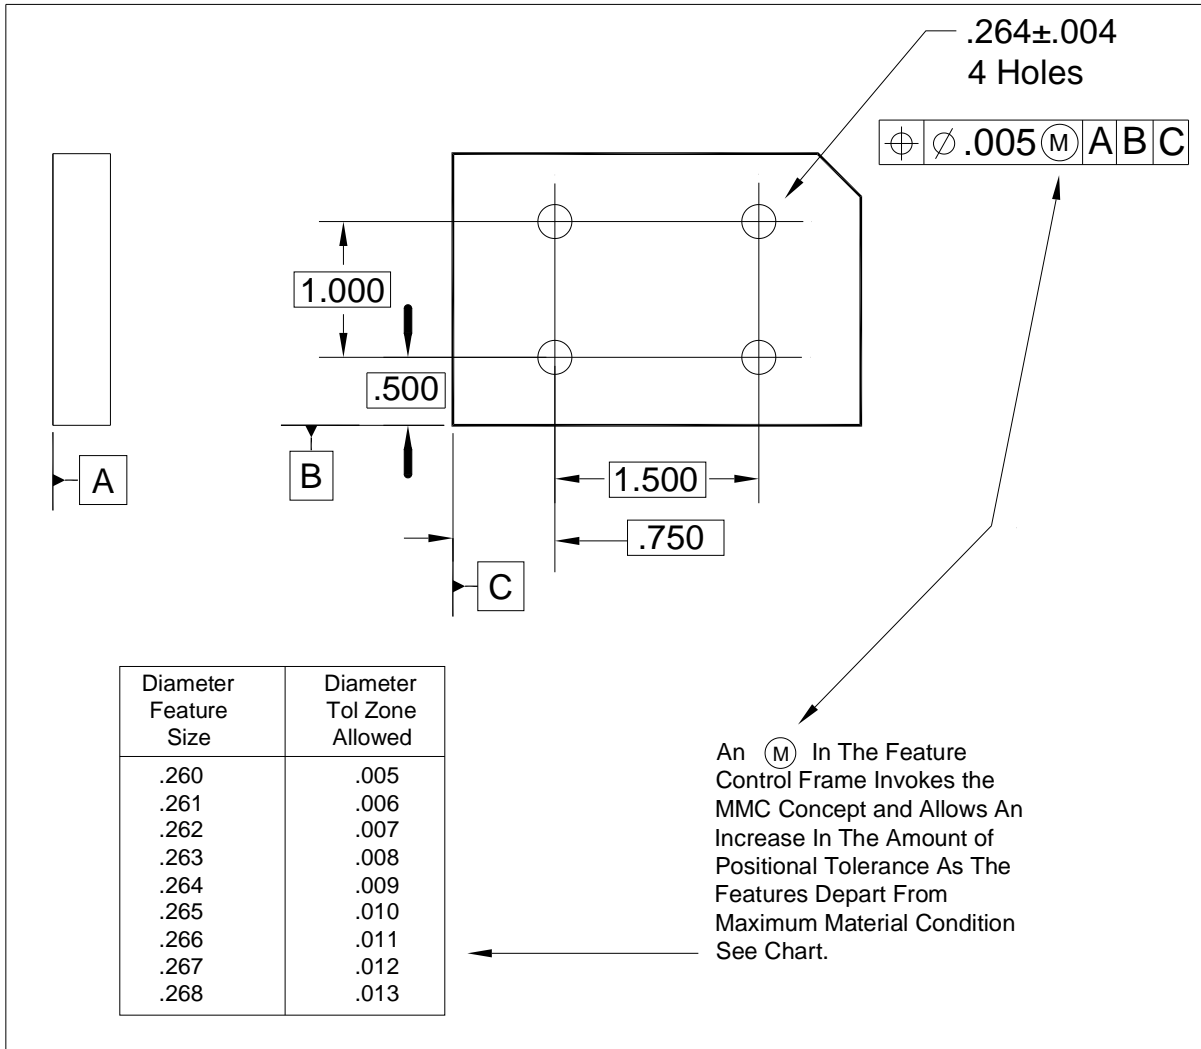 .264±.004
4 Holes
⌖ ⌀ .005 Ⓜ A B C
1.000
.500
A
B
1.500
.750
C
Diameter Feature Size
Diameter Tol Zone Allowed
.260 .005
.261 .006
.262 .007
.263 .008
.264 .009
.265 .010
.266 .011
.267 .012
.268 .013
An Ⓜ In The Feature
Control Frame Invokes the
MMC Concept and Allows An
Increase In The Amount of
Positional Tolerance As The
Features Depart From
Maximum Material Condition
See Chart.